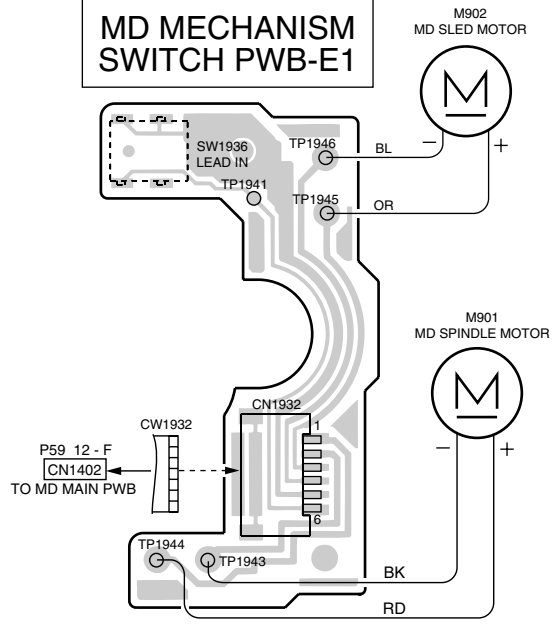 MD MECHANISM
SWITCH PWB-E1
M902
MD SLED MOTOR
M
− +
SW1936
LEAD IN
TP1946
BL
TP1941
TP1945
OR
M901
MD SPINDLE MOTOR
M
− +
CN1932
1
6
CW1932
P59 12 - F
CN1402
TO MD MAIN PWB
TP1944
TP1943
BK
RD